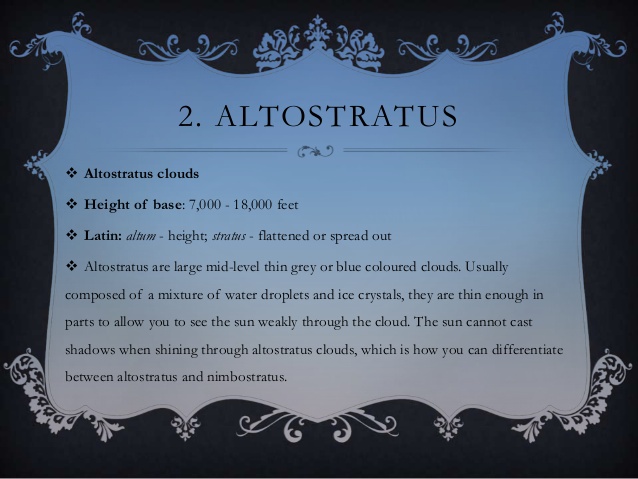 2. ALTOSTRATUS
❖ Altostratus clouds
❖ Height of base: 7,000 - 18,000 feet
❖ Latin: altum - height; stratus - flattened or spread out
❖ Altostratus are large mid-level thin grey or blue coloured clouds. Usually
composed of a mixture of water droplets and ice crystals, they are thin enough in
parts to allow you to see the sun weakly through the cloud. The sun cannot cast
shadows when shining through altostratus clouds, which is how you can differentiate
between altostratus and nimbostratus.